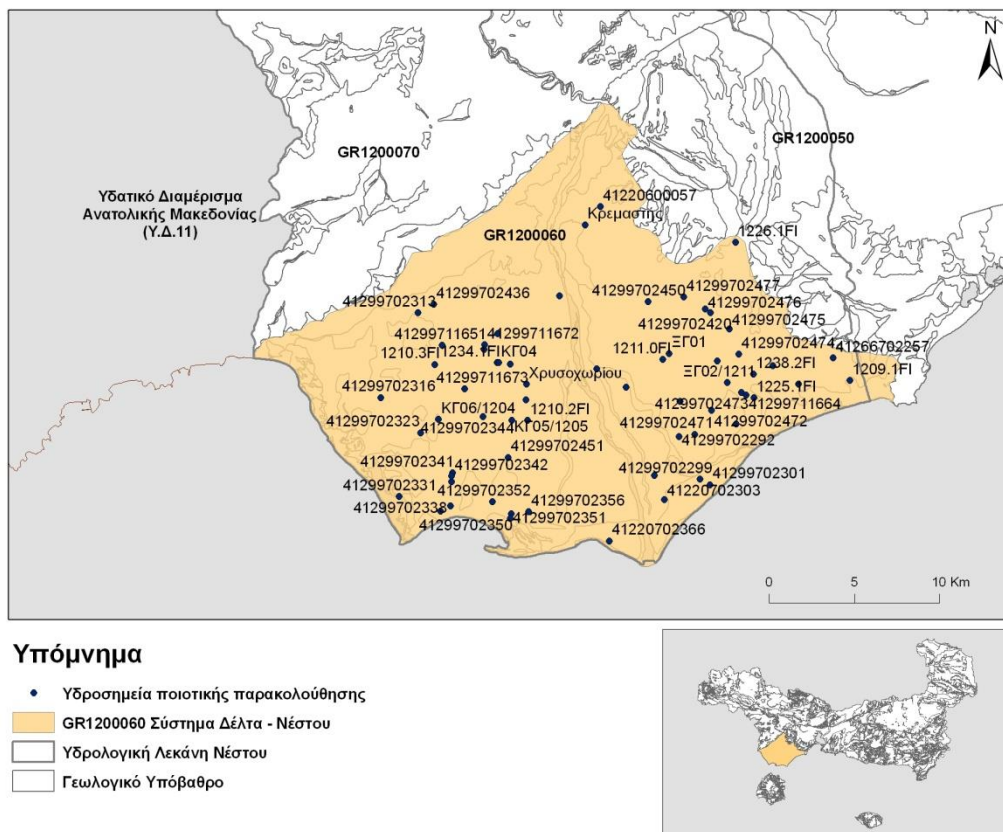 N
GR1200050
GR1200070
Υδατικό Διαμέρισμα
Ανατολικής Μακεδονίας
(Υ.Δ.11)
41220600057
Κρεμαστής
GR1200060
1226.1FI
41299702477
41299702450
41299702436
41299702312
41299702476
41299702475
41299702420
41299711651
41299711672
ΞΓ01
41299702474
41266702257
1210.3FI
1234.1FI
ΚΓ04
1211.0FI
1238.2FI
1209.1FI
Χρυσοχωρίου
ΞΓ02/1211
41299702316
41299711673
1225.1FI
41299702473
41299711664
ΚΓ06/1204
1210.2FI
41299702323
41299702344
ΚΓ05/1205
41299702471
41299702472
41299702292
41299702451
41299702341
41299702342
41299702299
41299702301
41299702331
41299702352
41299702356
41220702303
41299702338
41299702350
41299702351
41220702366
0 5 10 Km
Υπόμνημα
Υδροσημεία ποιοτικής παρακολούθησης
GR1200060 Σύστημα Δέλτα - Νέστου
Υδρολογική Λεκάνη Νέστου
Γεωλογικό Υπόβαθρο